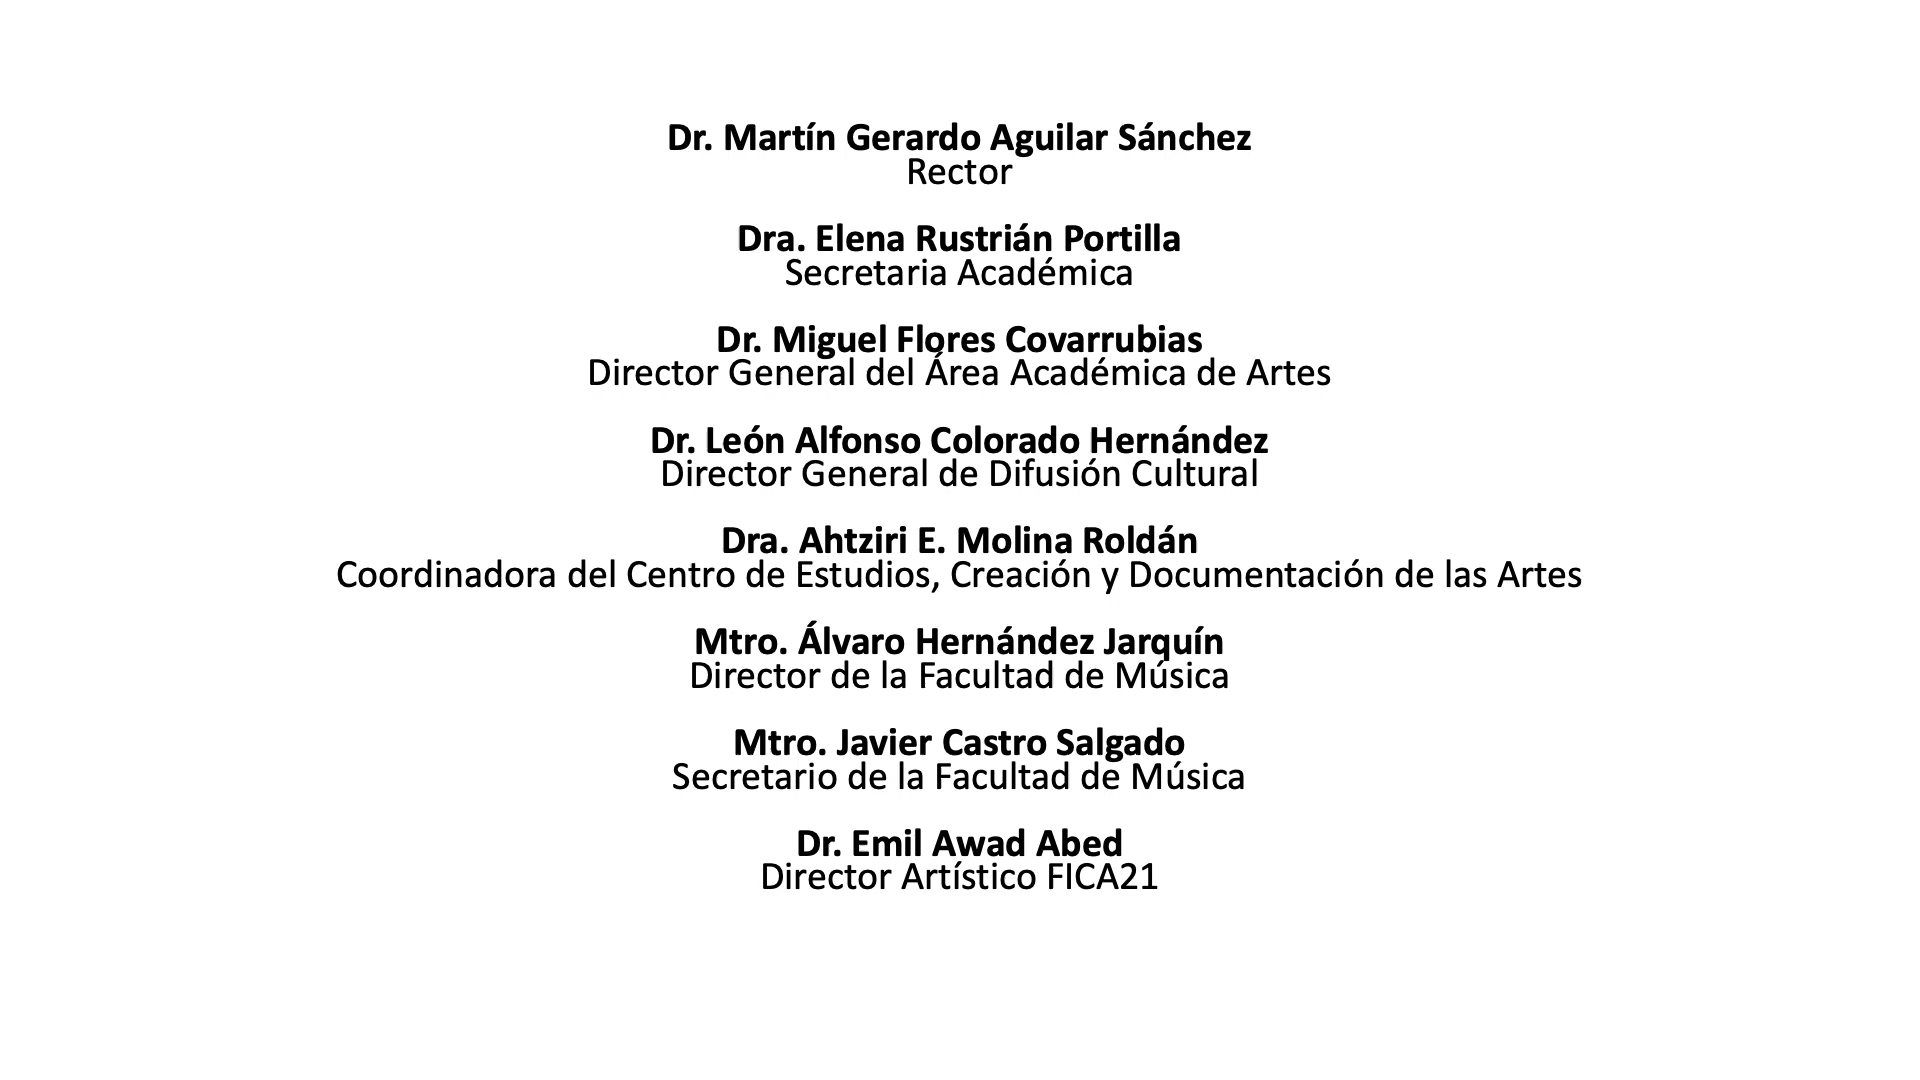 Dr. Martín Gerardo Aguilar Sánchez
Rector
Dra. Elena Rustrián Portilla
Secretaria Académica
Dr. Miguel Flores Covarrubias
Director General del Área Académica de Artes
Dr. León Alfonso Colorado Hernández
Director General de Difusión Cultural
Dra. Ahtziri E. Molina Roldán
Coordinadora del Centro de Estudios, Creación y Documentación de las Artes
Mtro. Álvaro Hernández Jarquín
Director de la Facultad de Música
Mtro. Javier Castro Salgado
Secretario de la Facultad de Música
Dr. Emil Awad Abed
Director Artístico FICA21